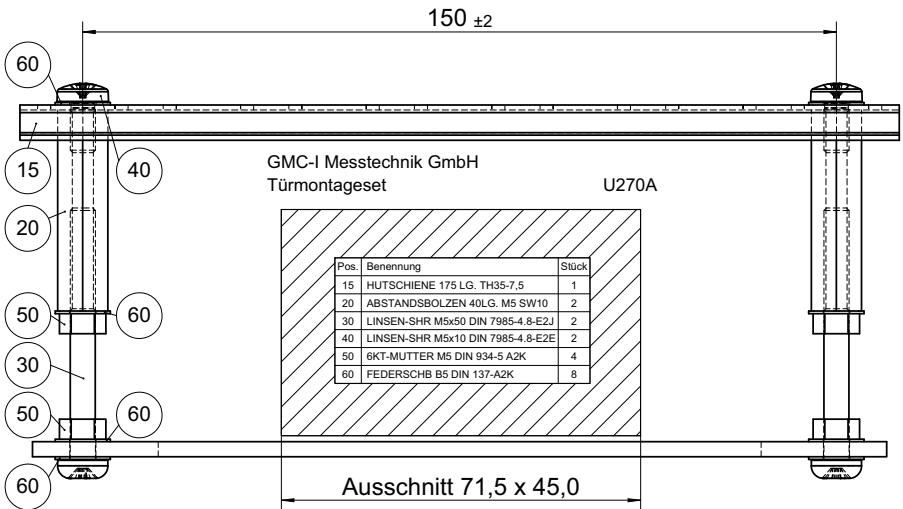 150 ±2
60
15
40
GMC-I Messtechnik GmbH
Türmontageset U270A
20
Pos. Benennung Stück
15 HUTSCHIENE 175 LG. TH35-7,5 1
20 ABSTANDSBOLZEN 40LG. M5 SW10 2
30 LINSEN-SHR M5x50 DIN 7985-4.8-E2J 2
40 LINSEN-SHR M5x10 DIN 7985-4.8-E2E 2
50 6KT-MUTTER M5 DIN 934-5 A2K 4
60 FEDERSCHB B5 DIN 137-A2K 8
50 60
30
50 60
60
Ausschnitt 71,5 x 45,0